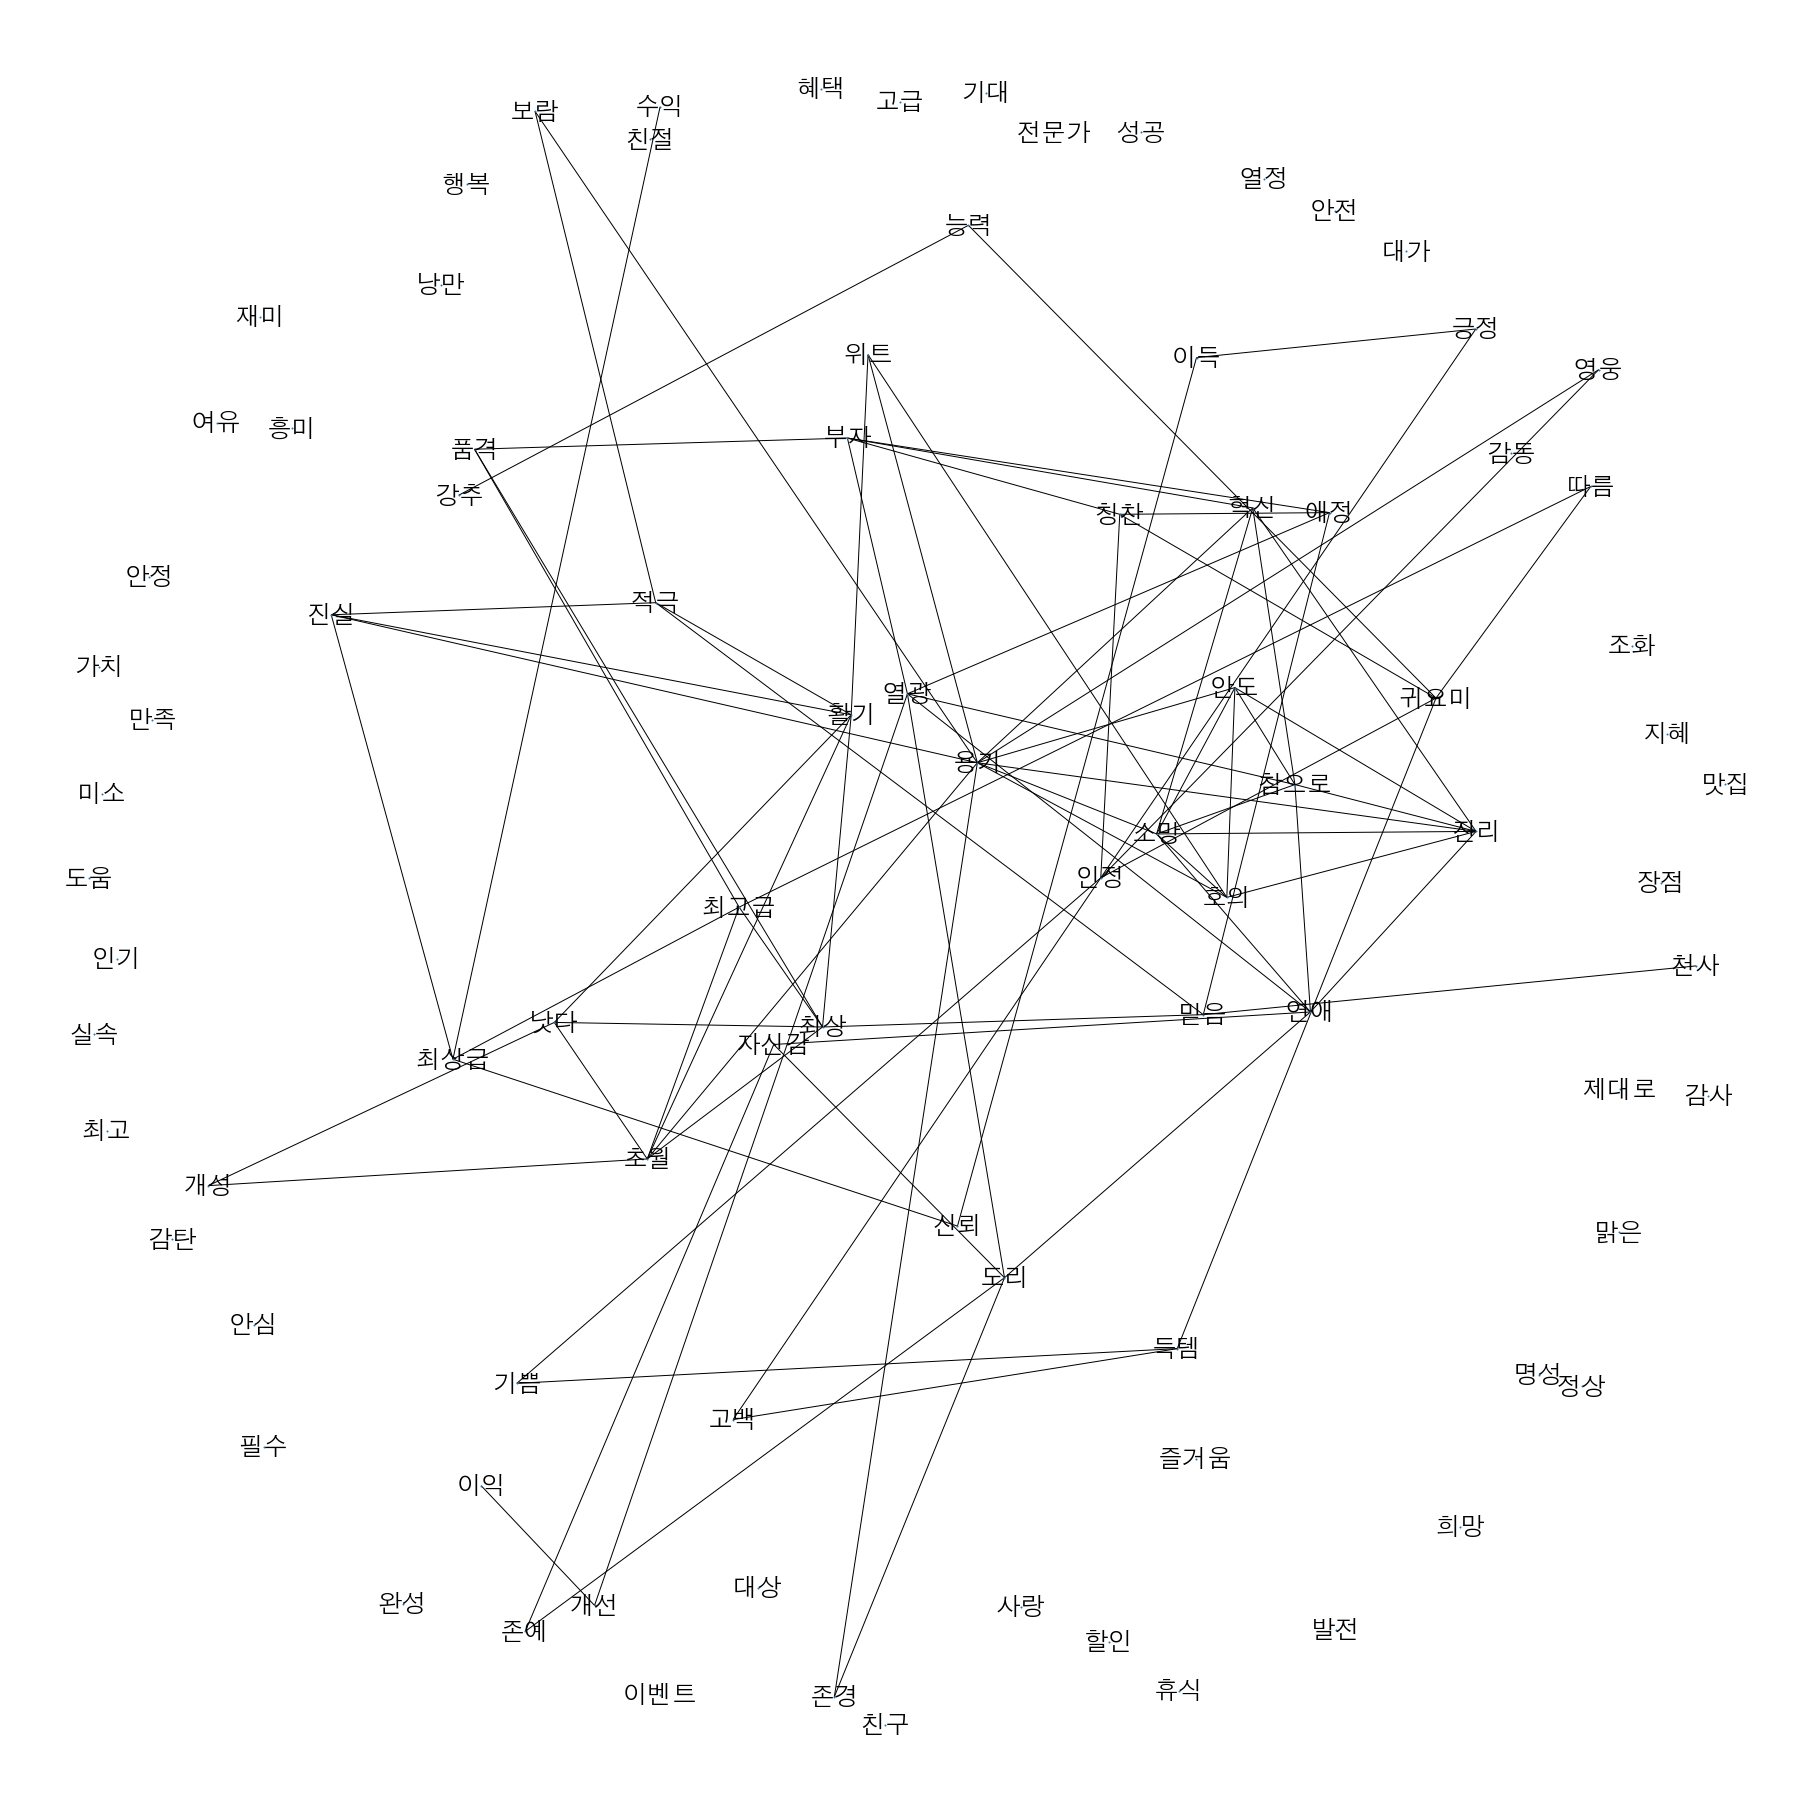 혜택
고급
기대
보람
수익
전문가
성공
친절
열정
행복
안전
능력
대가
낭만
재미
긍정
위트
이득
영웅
여유
흥미
부자
품격
감동
따름
강추
칭찬
혁신
애정
안정
적극
진실
조화
가치
열광
안도
귀요미
활기
만족
지혜
용기
참으로
맛집
미소
소망
진리
도움
인정
장점
호의
최고급
인기
천사
낫다
최상
믿음
연애
실속
자신감
최상급
제대로
감사
최고
초월
개성
신뢰
맑은
감탄
도리
안심
득템
명성
정상
기쁨
고백
필수
즐거움
이익
희망
대상
완성
개선
사랑
존예
발전
할인
이벤트
존경
휴식
친구